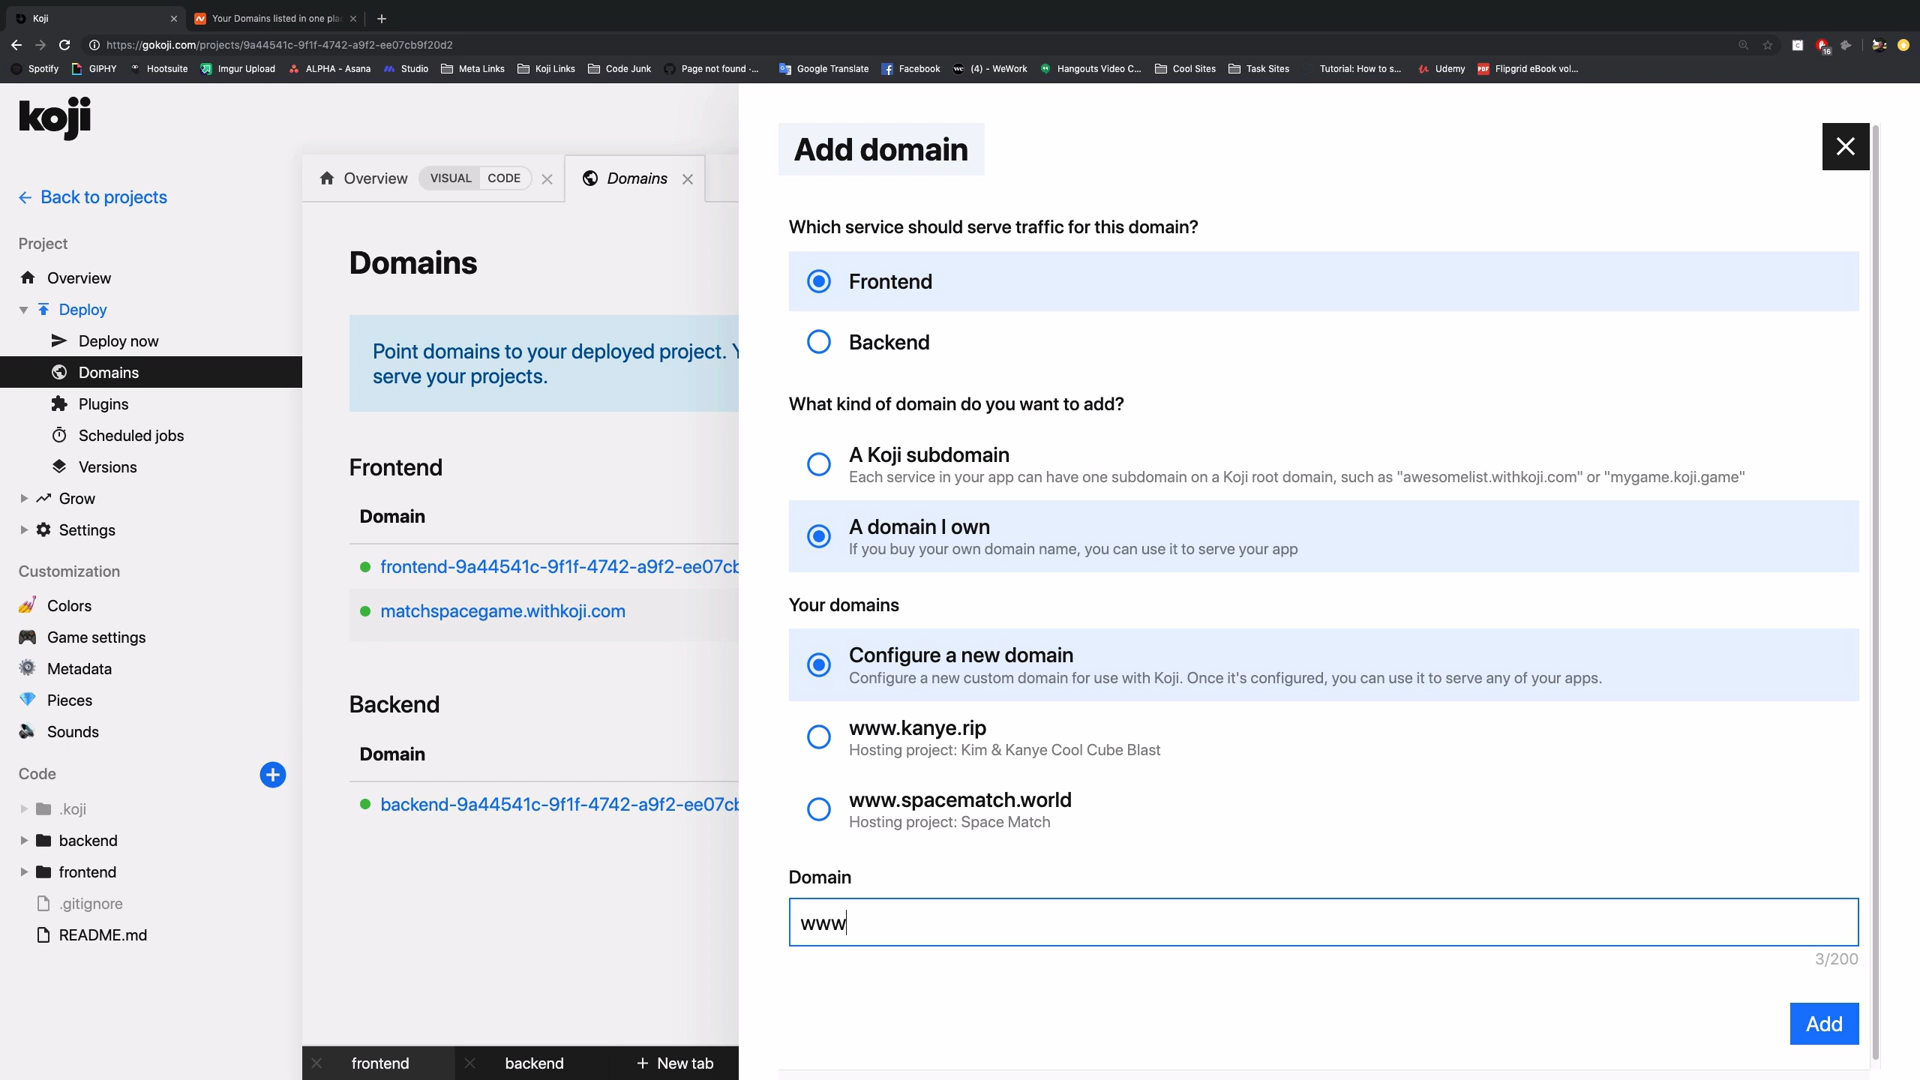 Koji
Your Domains listed in one pla
https://gokoji.com/projects/9a44541c-9f1f-4742-a9f2-ee07cb9f20d2
Spotify
GIPHY
Hootsuite
Imgur Upload
ALPHA - Asana
Studio
Meta Links
Koji Links
Code Junk
Page not found -...
Google Translate
Facebook
(4) - WeWork
Hangouts Video C...
Cool Sites
Task Sites
Tutorial: How to s...
Udemy
Flipgrid eBook vol...
koji
Back to projects
Project
Overview
Deploy
Deploy now
Domains
Plugins
Scheduled jobs
Versions
Grow
Settings
Customization
Colors
Game settings
Metadata
Pieces
Sounds
Code
.koji
backend
frontend
.gitignore
README.md
Overview VISUAL CODE
Domains
Domains
Point domains to your deployed project. Y
serve your projects.
Frontend
Domain
frontend-9a44541c-9f1f-4742-a9f2-ee07cb
matchspacegame.withkoji.com
Backend
Domain
backend-9a44541c-9f1f-4742-a9f2-ee07cb
frontend
backend
+ New tab
Add domain
Which service should serve traffic for this domain?
Frontend
Backend
What kind of domain do you want to add?
A Koji subdomain
Each service in your app can have one subdomain on a Koji root domain, such as "awesomelist.withkoji.com" or "mygame.koji.game"
A domain I own
If you buy your own domain name, you can use it to serve your app
Your domains
Configure a new domain
Configure a new custom domain for use with Koji. Once it's configured, you can use it to serve any of your apps.
www.kanye.rip
Hosting project: Kim & Kanye Cool Cube Blast
www.spacematch.world
Hosting project: Space Match
Domain
www
3/200
Add